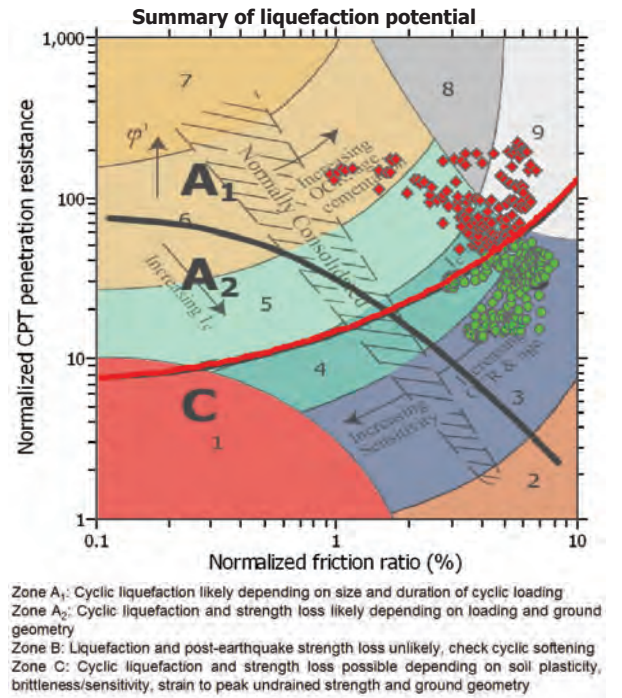 Summary of liquefaction potential
Normalized CPT penetration resistance
1,000
100
10
1
7
8
9
φ'
A1
Increasing
OCR, age
cementation
Normally Consolidated
6
Increasing Ic
A2
5
4
Increasing
OCR & age
3
C
1
Increasing
Sensitivity
2
0.1
1
10
Normalized friction ratio (%)
Zone A1: Cyclic liquefaction likely depending on size and duration of cyclic loading
Zone A2: Cyclic liquefaction and strength loss likely depending on loading and ground
geometry
Zone B: Liquefaction and post-earthquake strength loss unlikely, check cyclic softening
Zone C: Cyclic liquefaction and strength loss possible depending on soil plasticity,
brittleness/sensitivity, strain to peak undrained strength and ground geometry